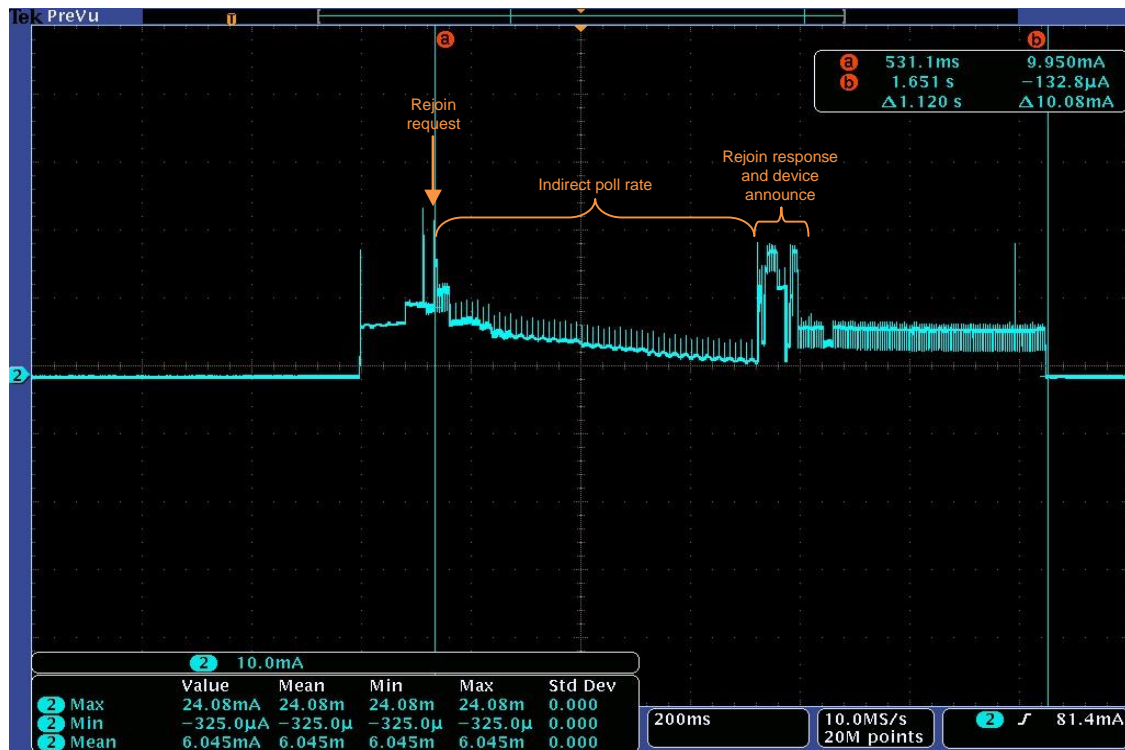 Tek PreVu
T
a
b
a 531.1ms 9.950mA
b 1.651 s −132.8µA
Δ1.120 s Δ10.08mA
Rejoin
request
Indirect poll rate
Rejoin response
and device
announce
2
2 10.0mA
Value Mean Min Max Std Dev
2 Max 24.08mA 24.08m 24.08m 24.08m 0.000
2 Min −325.0µA −325.0µ −325.0µ −325.0µ 0.000
2 Mean 6.045mA 6.045m 6.045m 6.045m 0.000
200ms
10.0MS/s
20M points
2 81.4mA